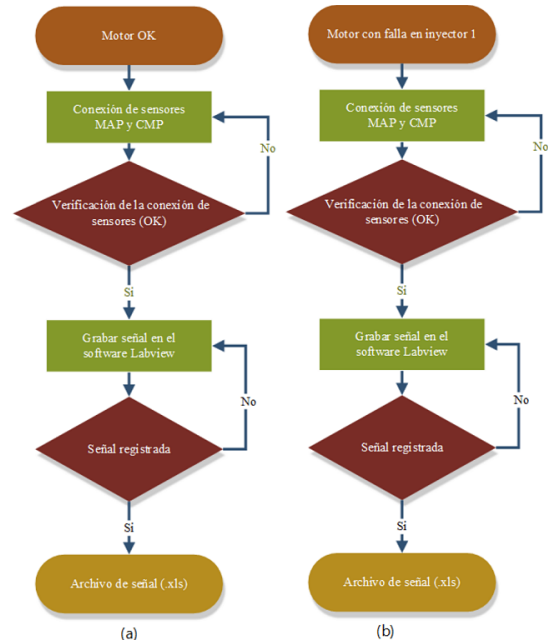 Motor OK
Conexión de sensores
MAP y CMP
No
Verificación de la conexión de
sensores (OK)
Si
Grabar señal en el
software Labview
No
Señal registrada
Si
Archivo de señal (.xls)
(a)
Motor con falla en inyector 1
Conexión de sensores
MAP y CMP
No
Verificación de la conexión de
sensores (OK)
Si
Grabar señal en el
software Labview
No
Señal registrada
Si
Archivo de señal (.xls)
(b)